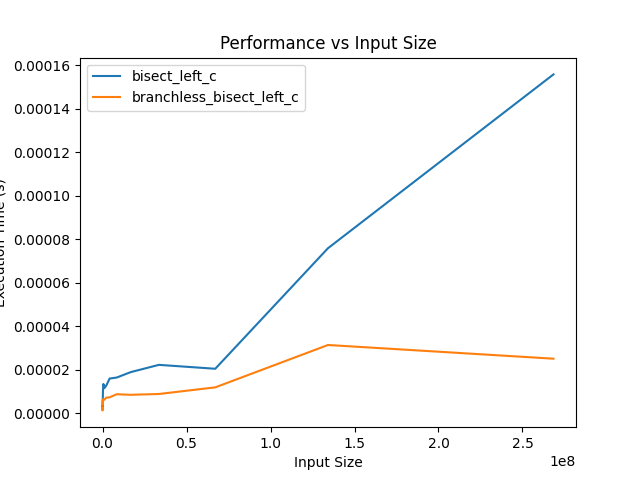 Performance vs Input Size
bisect_left_c
branchless_bisect_left_c
0.00016
0.00014
0.00012
0.00010
0.00008
0.00006
0.00004
0.00002
0.00000
Time (s)
0.0
0.5
1.0
1.5
2.0
2.5
1e8
Input Size